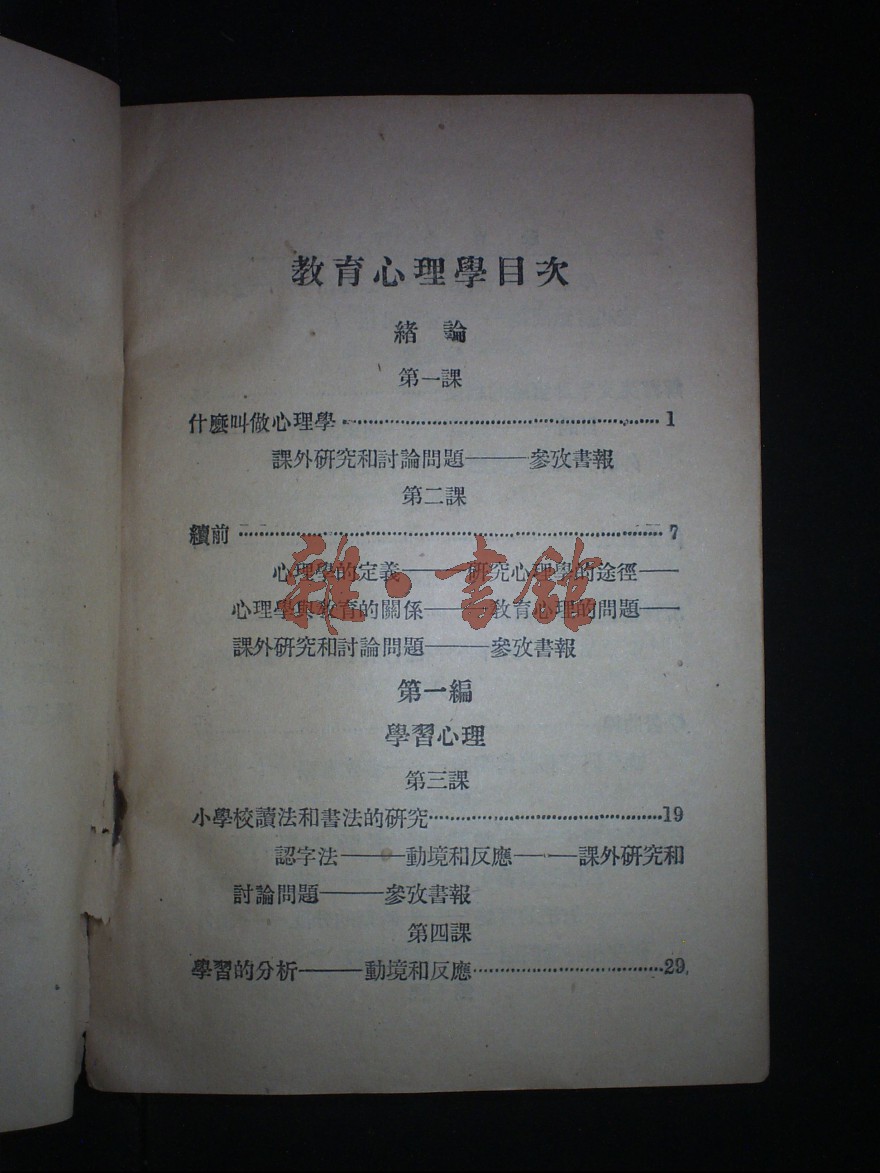 教育心理學目次
緒論
第一課
什麼叫做心理學……1
課外研究和討論問題———參攷書報
第二課
續前……7
心理學的定義———研究心理學的途徑——
心理學與教育的關係———教育心理的問題——
課外研究和討論問題———參攷書報
第一編
學習心理
第三課
小學校讀法和書法的研究……19
認字法———動境和反應———課外研究和
討論問題———參攷書報
第四課
學習的分析———動境和反應……29
雜·書館